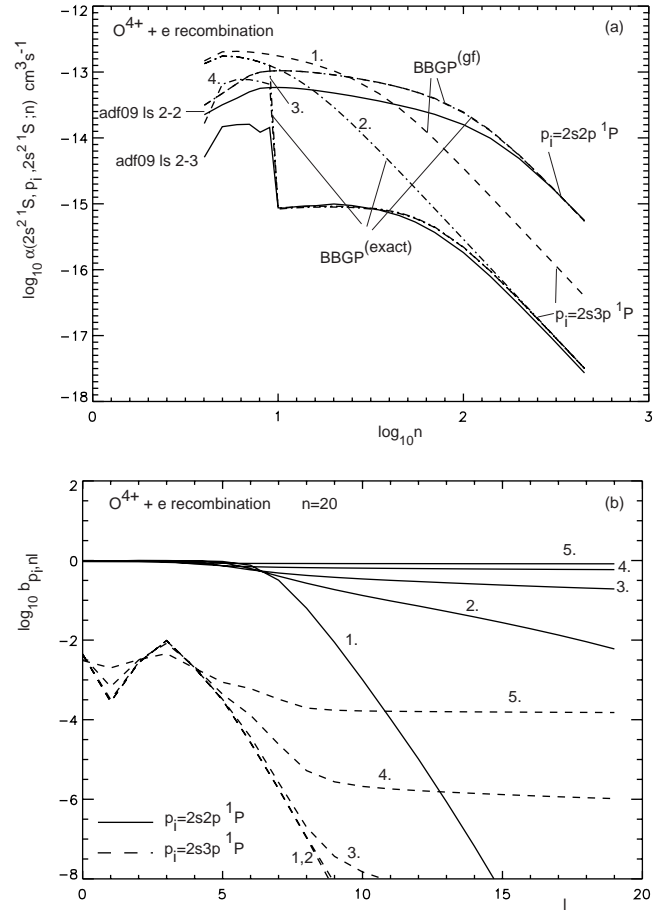 (a)
O⁴⁺ + e recombination
1.
BBGP(gf)
4.
3.
adf09 ls 2-2
2.
pᵢ=2s2p ¹P
adf09 ls 2-3
BBGP(exact)
pᵢ=2s3p ¹P
log₁₀ α(2s² ¹S, pᵢ ,2s² ¹S ;n) cm³s-1
-12
-13
-14
-15
-16
-17
-18
0
1
2
3
log₁₀n
O⁴⁺ + e recombination n=20
(b)
log₁₀ b pᵢ,nl
2
0
-2
-4
-6
-8
5.
4.
3.
2.
1.
5.
4.
3.
1,2
pᵢ=2s2p ¹P
pᵢ=2s3p ¹P
0
5
10
15
20
l